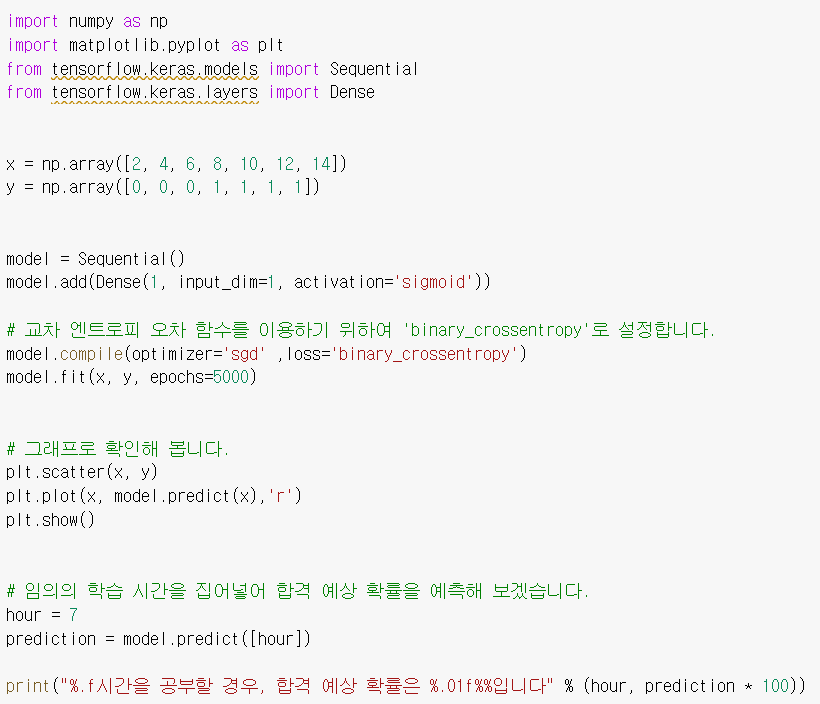 import numpy as np
import matplotlib.pyplot as plt
from tensorflow.keras.models import Sequential
from tensorflow.keras.layers import Dense
x = np.array([2, 4, 6, 8, 10, 12, 14])
y = np.array([0, 0, 0, 1, 1, 1, 1])
model = Sequential()
model.add(Dense(1, input_dim=1, activation='sigmoid'))
# 교차 엔트로피 오차 함수를 이용하기 위하여 'binary_crossentropy'로 설정합니다.
model.compile(optimizer='sgd' ,loss='binary_crossentropy')
model.fit(x, y, epochs=5000)
# 그래프로 확인해 봅니다.
plt.scatter(x, y)
plt.plot(x, model.predict(x),'r')
plt.show()
# 임의의 학습 시간을 집어넣어 합격 예상 확률을 예측해 보겠습니다.
hour = 7
prediction = model.predict([hour])
print("%.f시간을 공부할 경우, 합격 예상 확률은 %.01f%%입니다" % (hour, prediction * 100))